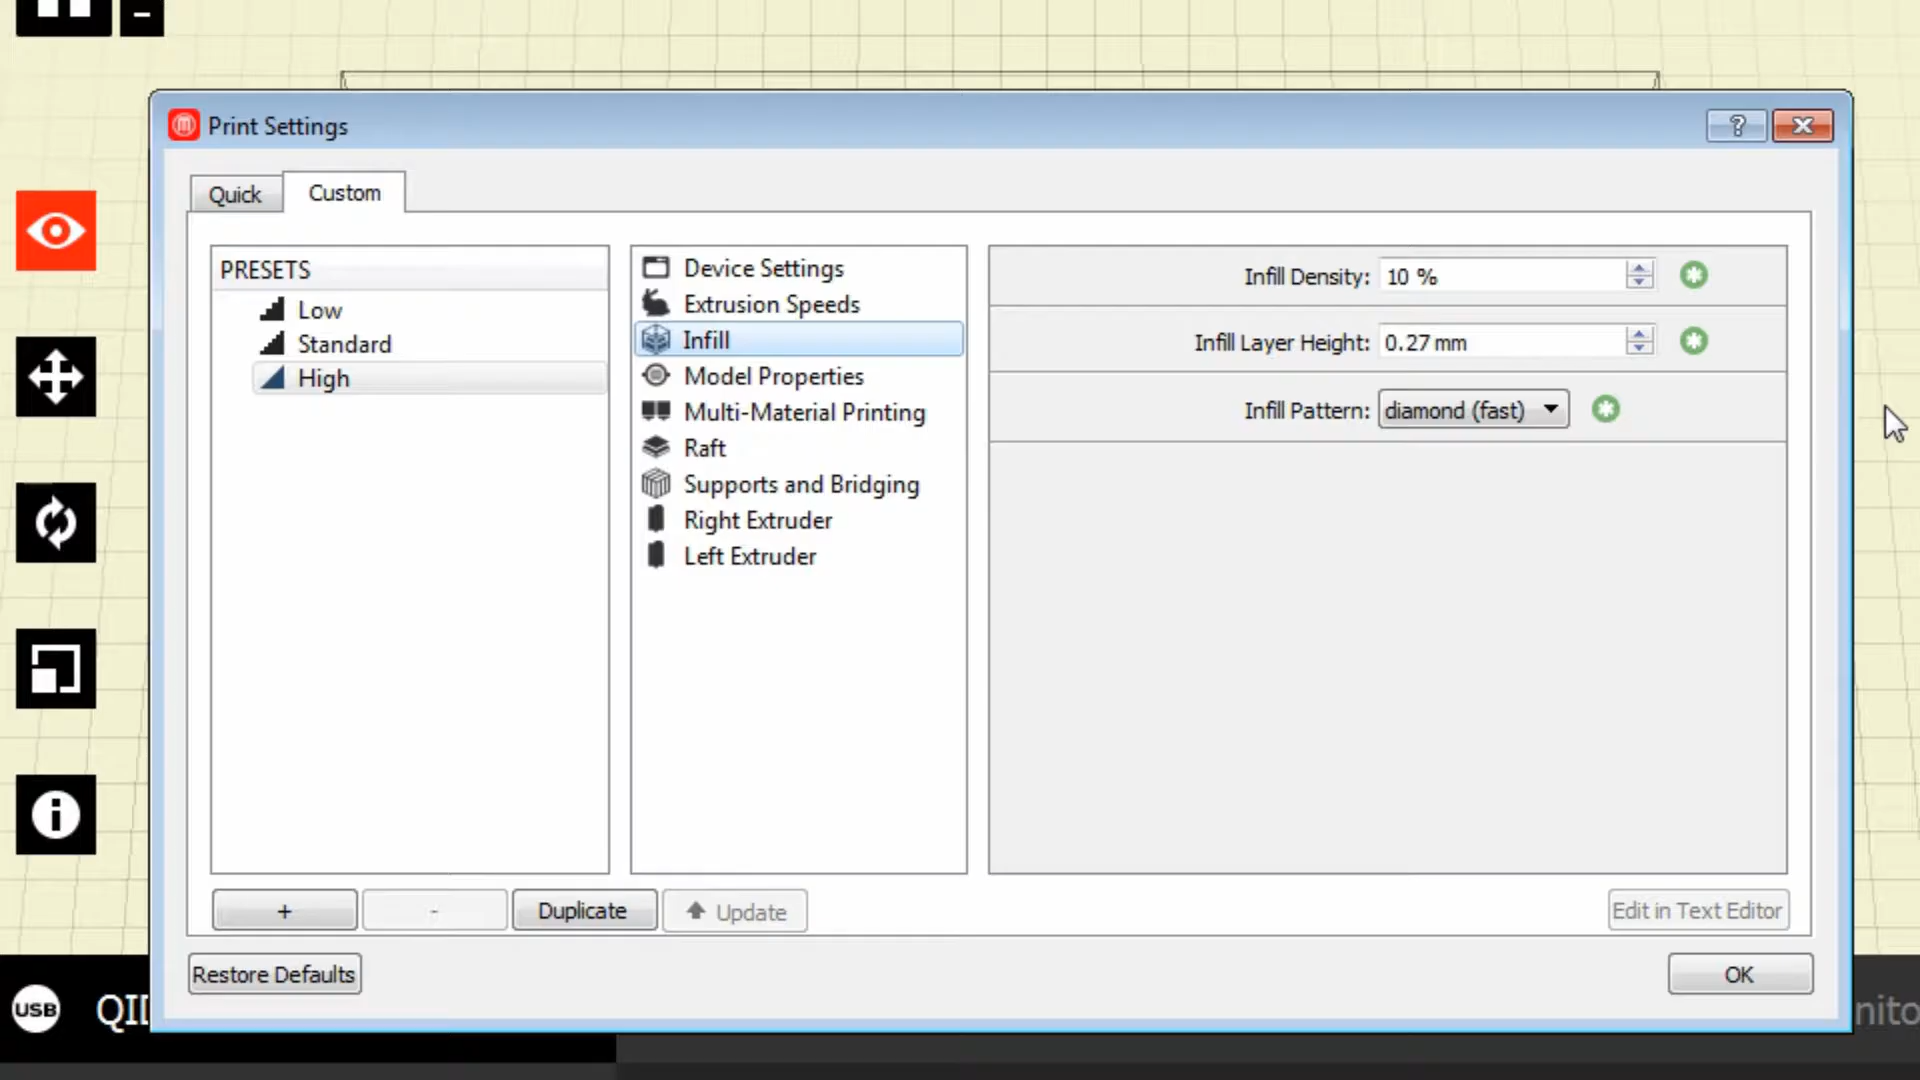 Print Settings
?
Quick
Custom
PRESETS
Low
Standard
High
Device Settings
Extrusion Speeds
Infill
Model Properties
Multi-Material Printing
Raft
Supports and Bridging
Right Extruder
Left Extruder
Infill Density: 10 %
Infill Layer Height: 0.27 mm
Infill Pattern: diamond (fast)
+
-
Duplicate
Update
Edit in Text Editor
Restore Defaults
OK
USB